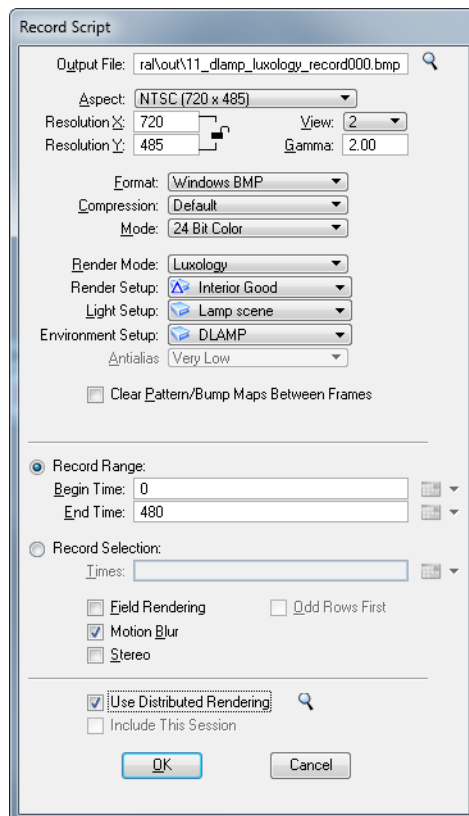 Record Script
Output File: ral\out\11_dlamp_luxology_record000.bmp
Aspect: NTSC (720 x 485)
Resolution X: 720
View: 2
Resolution Y: 485
Gamma: 2.00
Format: Windows BMP
Compression: Default
Mode: 24 Bit Color
Render Mode: Luxology
Render Setup: Interior Good
Light Setup: Lamp scene
Environment Setup: DLAMP
Antialias Very Low
Clear Pattern/Bump Maps Between Frames
Record Range:
Begin Time: 0
End Time: 480
Record Selection:
Times:
Field Rendering
Odd Rows First
Motion Blur
Stereo
Use Distributed Rendering
Include This Session
OK
Cancel